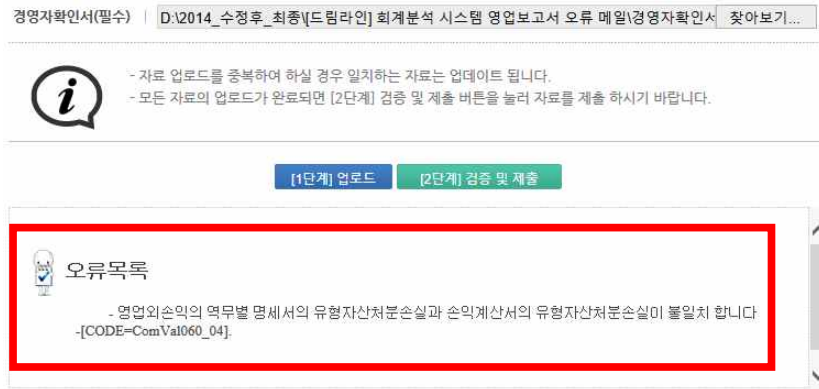 경영자확인서(필수) D:\2014_수정후_최종\[드림라인] 회계분석 시스템 영업보고서 오류 메일\경영자확인서 찾아보기...
- 자료 업로드를 중복하여 하실 경우 일치하는 자료는 업데이트 됩니다.
- 모든 자료의 업로드가 완료되면 [2단계] 검증 및 제출 버튼을 눌러 자료를 제출 하시기 바랍니다.
[1단계] 업로드 [2단계] 검증 및 제출
오류목록
- 영업외손익의 역무별 명세서의 유형자산처분손실과 손익계산서의 유형자산처분손실이 불일치 합니다
-[CODE=ComVal060_04].